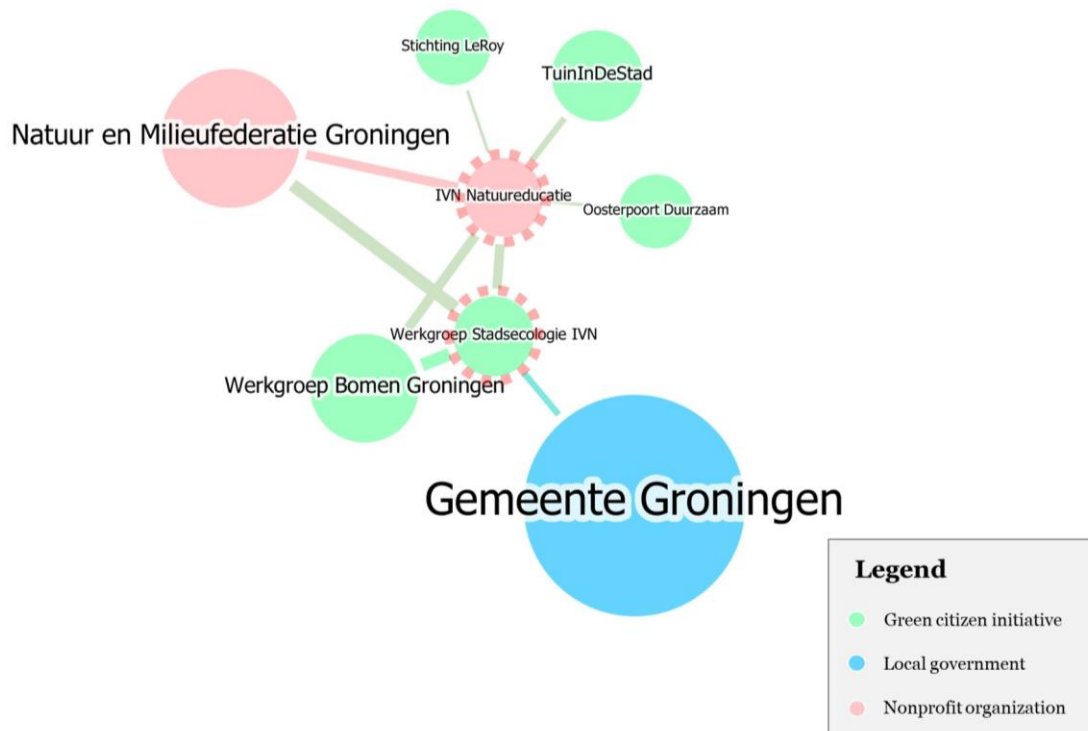 Stichting LeRoy
TuinInDeStad
Natuur en Milieufederatie Groningen
IVN Natuureducatie
Oosterpoort Duurzaam
Werkgroep Stadsecologie IVN
Werkgroep Bomen Groningen
Gemeente Groningen
Legend
Green citizen initiative
Local government
Nonprofit organization